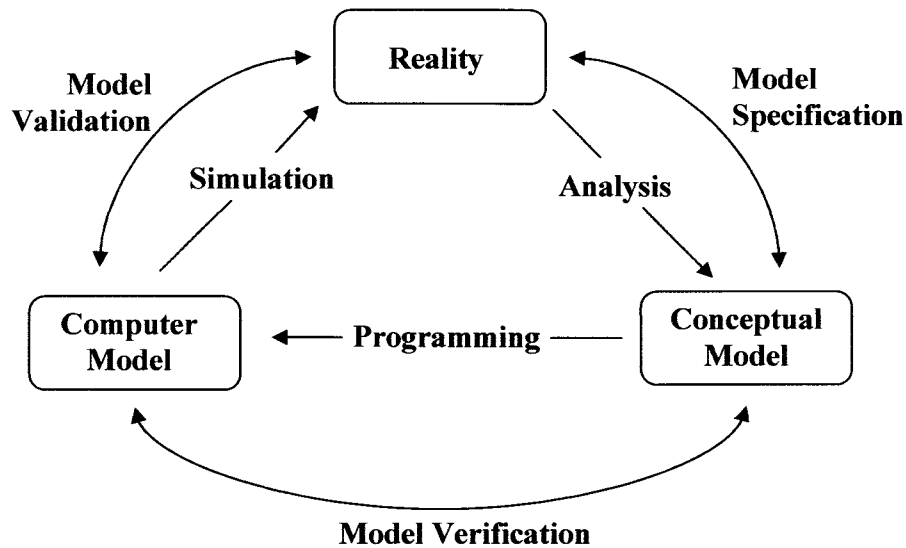 Reality
Model
Validation
Model
Specification
Simulation
Analysis
Computer
Model
Programming
Conceptual
Model
Model Verification